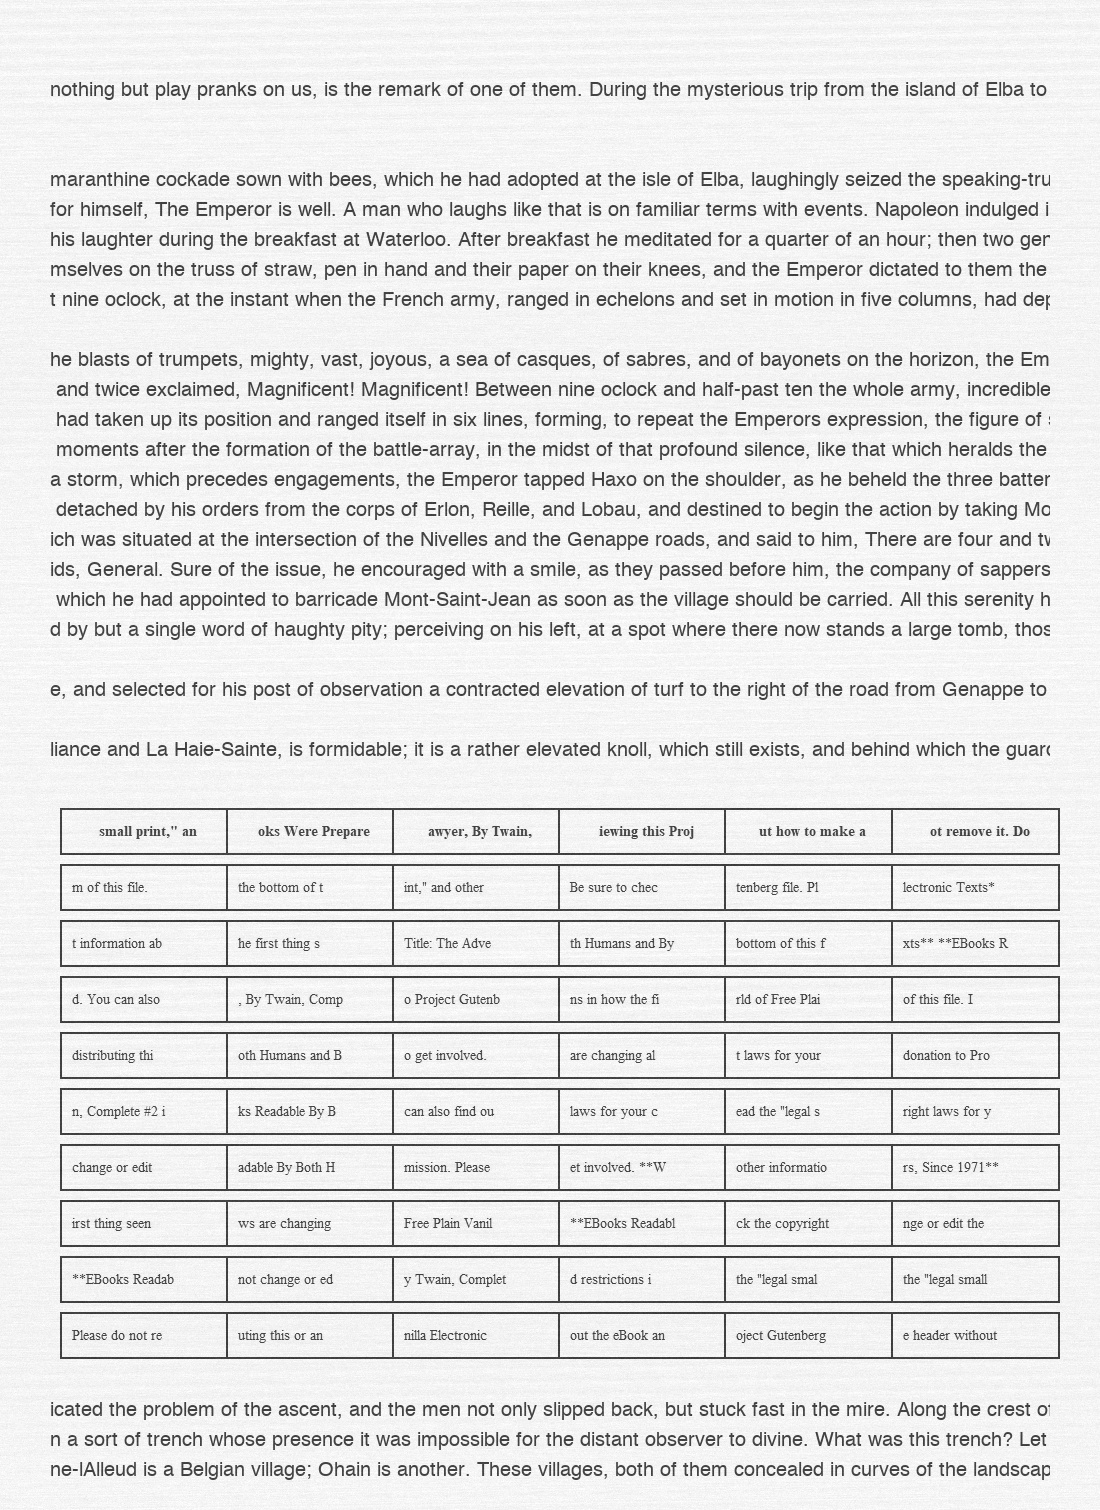 nothing but play pranks on us, is the remark of one of them. During the mysterious trip from the island of Elba to
maranthine cockade sown with bees, which he had adopted at the isle of Elba, laughingly seized the speaking-tru
for himself, The Emperor is well. A man who laughs like that is on familiar terms with events. Napoleon indulged i
his laughter during the breakfast at Waterloo. After breakfast he meditated for a quarter of an hour; then two ger
mselves on the truss of straw, pen in hand and their paper on their knees, and the Emperor dictated to them the
t nine oclock, at the instant when the French army, ranged in echelons and set in motion in five columns, had dep
he blasts of trumpets, mighty, vast, joyous, a sea of casques, of sabres, and of bayonets on the horizon, the Em
and twice exclaimed, Magnificent! Magnificent! Between nine oclock and half-past ten the whole army, incredible
had taken up its position and ranged itself in six lines, forming, to repeat the Emperors expression, the figure of
moments after the formation of the battle-array, in the midst of that profound silence, like that which heralds the
a storm, which precedes engagements, the Emperor tapped Haxo on the shoulder, as he beheld the three batter
detached by his orders from the corps of Erlon, Reille, and Lobau, and destined to begin the action by taking Mo
ich was situated at the intersection of the Nivelles and the Genappe roads, and said to him, There are four and tw
ids, General. Sure of the issue, he encouraged with a smile, as they passed before him, the company of sappers
which he had appointed to barricade Mont-Saint-Jean as soon as the village should be carried. All this serenity h
d by but a single word of haughty pity; perceiving on his left, at a spot where there now stands a large tomb, thos
e, and selected for his post of observation a contracted elevation of turf to the right of the road from Genappe to
liance and La Haie-Sainte, is formidable; it is a rather elevated knoll, which still exists, and behind which the guard
small print," an oks Were Prepare awyer, By Twain, iewing this Proj ut how to make a ot remove it. Do
m of this file. the bottom of t int," and other Be sure to chec tenberg file. Pl lectronic Texts*
t information ab he first thing s Title: The Adve th Humans and By bottom of this f xts** **EBooks R
d. You can also , By Twain, Comp o Project Gutenb ns in how the fi rld of Free Plai of this file. I
distributing thi oth Humans and B o get involved. are changing al t laws for your donation to Pro
n, Complete #2 i ks Readable By B can also find ou laws for your c ead the "legal s right laws for y
change or edit adable By Both H mission. Please et involved. **W other informatio rs, Since 1971**
irst thing seen ws are changing Free Plain Vanil **EBooks Readabl ck the copyright nge or edit the
**EBooks Readab not change or ed y Twain, Complet d restrictions i the "legal smal the "legal small
Please do not re uting this or an nilla Electronic out the eBook an oject Gutenberg e header without
icated the problem of the ascent, and the men not only slipped back, but stuck fast in the mire. Along the crest of
n a sort of trench whose presence it was impossible for the distant observer to divine. What was this trench? Let
ne-lAlleud is a Belgian village; Ohain is another. These villages, both of them concealed in curves of the landscap